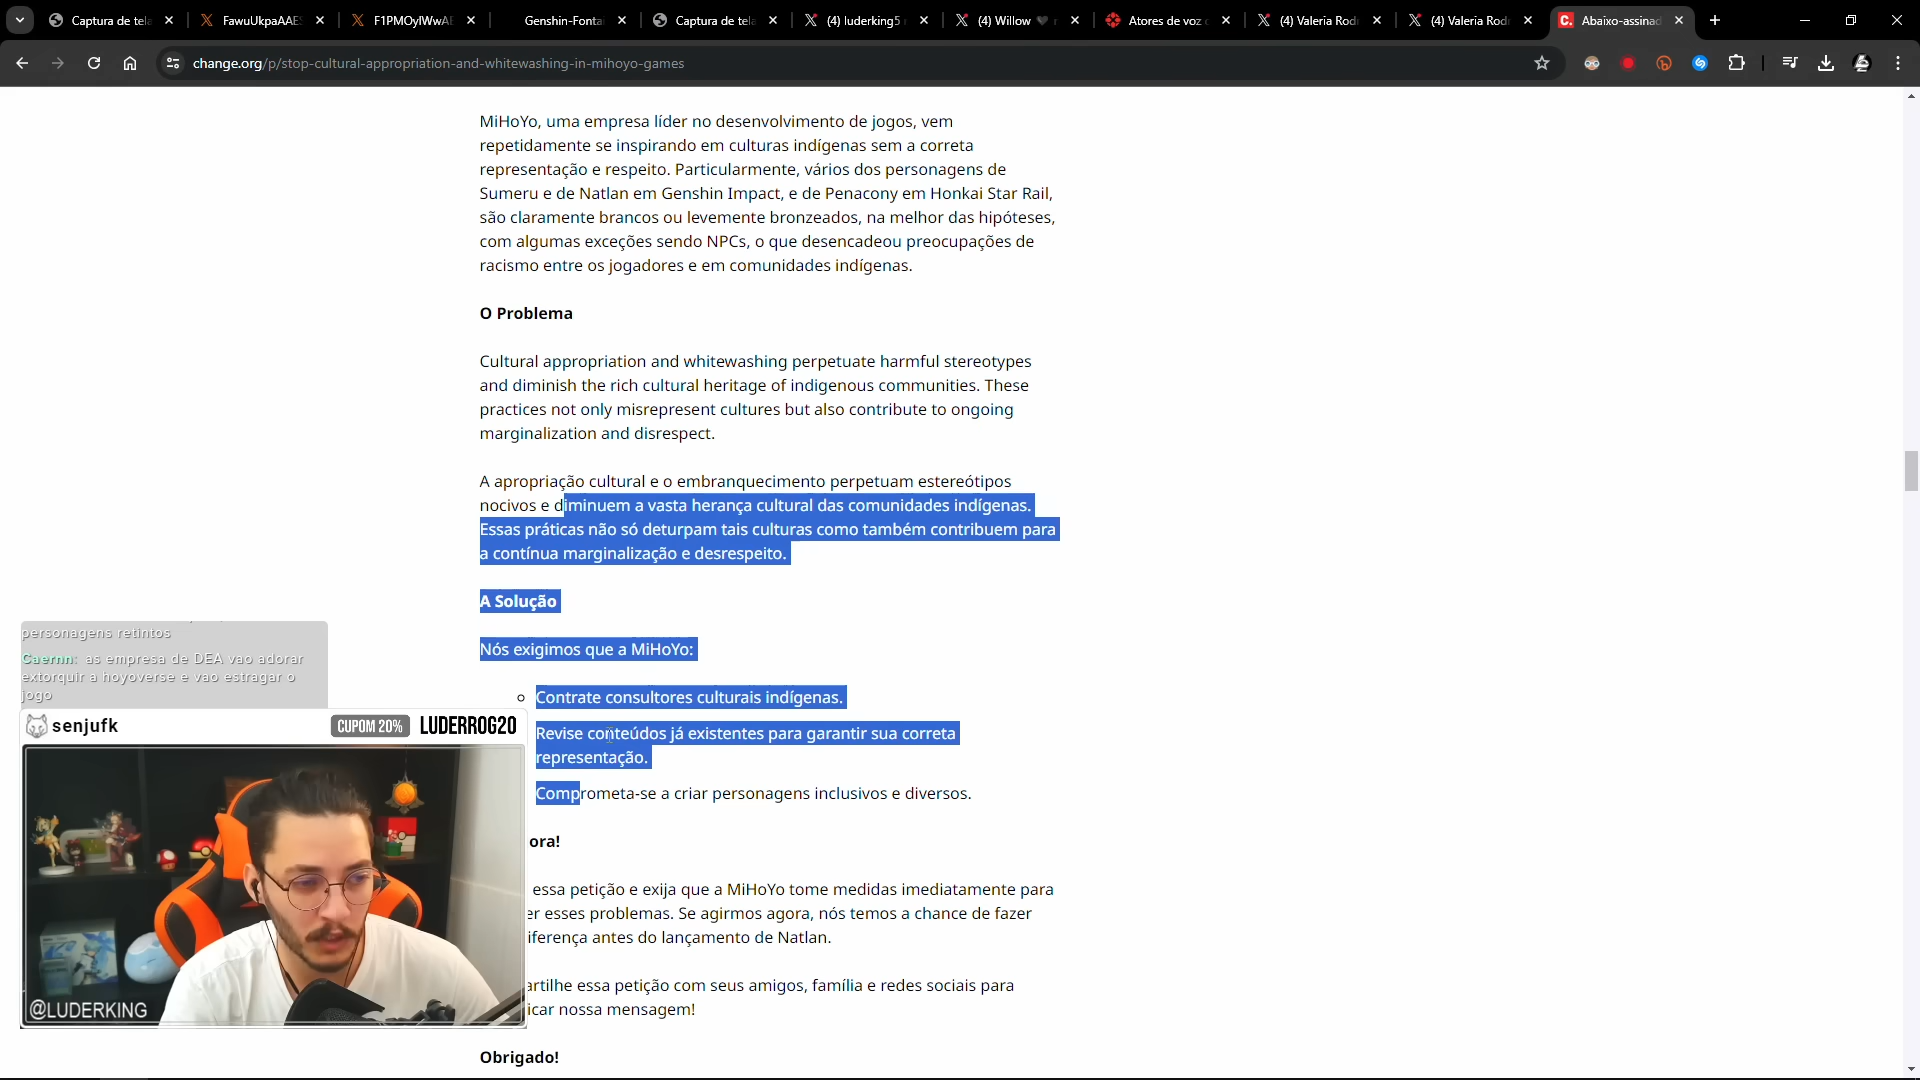 Captura de tela
FawuUkpaAAE
F1PMOylWwAE
Genshin-Fonta
Captura de tela
(4) luderking5
(4) Willow
Atores de voz
(4) Valeria Rod
(4) Valeria Rod
Abaixo-assinad
change.org/p/stop-cultural-appropriation-and-whitewashing-in-mihoyo-games
MiHoYo, uma empresa líder no desenvolvimento de jogos, vem
repetidamente se inspirando em culturas indígenas sem a correta
representação e respeito. Particularmente, vários dos personagens de
Sumeru e de Natlan em Genshin Impact, e de Penacony em Honkai Star Rail,
são claramente brancos ou levemente bronzeados, na melhor das hipóteses,
com algumas exceções sendo NPCs, o que desencadeou preocupações de
racismo entre os jogadores e em comunidades indígenas.
O Problema
Cultural appropriation and whitewashing perpetuate harmful stereotypes
and diminish the rich cultural heritage of indigenous communities. These
practices not only misrepresent cultures but also contribute to ongoing
marginalization and disrespect.
A apropriação cultural e o embranquecimento perpetuam estereótipos
nocivos e diminuem a vasta herança cultural das comunidades indígenas.
Essas práticas não só deturpam tais culturas como também contribuem para
a contínua marginalização e desrespeito.
A Solução
Nós exigimos que a MiHoYo:
Contrate consultores culturais indígenas.
Revise conteúdos já existentes para garantir sua correta
representação.
Comprometa-se a criar personagens inclusivos e diversos.
ora!
essa petição e exija que a MiHoYo tome medidas imediatamente para
er esses problemas. Se agirmos agora, nós temos a chance de fazer
iferença antes do lançamento de Natlan.
artilhe essa petição com seus amigos, família e redes sociais para
icar nossa mensagem!
Obrigado!
personagens retintos
Caernn: as empresa de DEA vao adorar
extorquir a hoyoverse e vao estragar o
jogo
senjufk
CUPOM 20% LUDERROG20
@LUDERKING